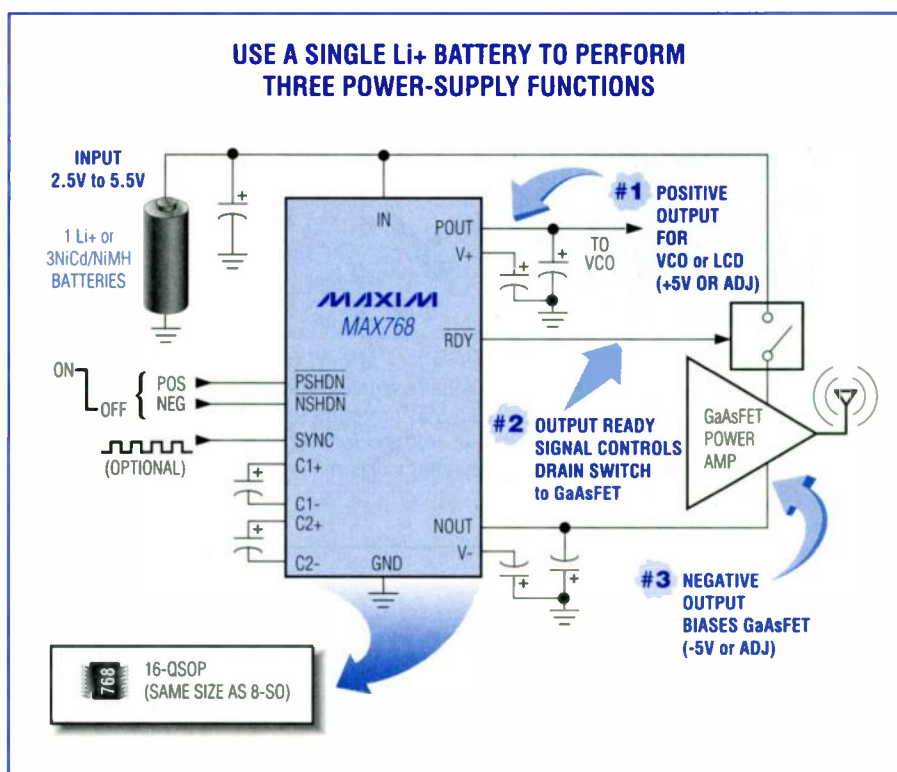 USE A SINGLE Li+ BATTERY TO PERFORM
THREE POWER-SUPPLY FUNCTIONS
INPUT
2.5V to 5.5V
1 Li+ or
3NiCd/NiMH
BATTERIES
+
IN
POUT
V+
+
+
TO
VCO
#1 POSITIVE
OUTPUT
FOR
VCO or LCD
(+5V OR ADJ)
MAXIM
MAX768
RDY
ON
OFF
POS
NEG
PSHDN
NSHDN
SYNC
(OPTIONAL)
C1+
+
C1-
C2+
+
C2-
GND
NOUT
V-
+
+
#2 OUTPUT READY
SIGNAL CONTROLS
DRAIN SWITCH
to GaAsFET
GaAsFET
POWER
AMP
#3 NEGATIVE
OUTPUT
BIASES GaAsFET
(-5V or ADJ)
768
16-QSOP
(SAME SIZE AS 8-SO)